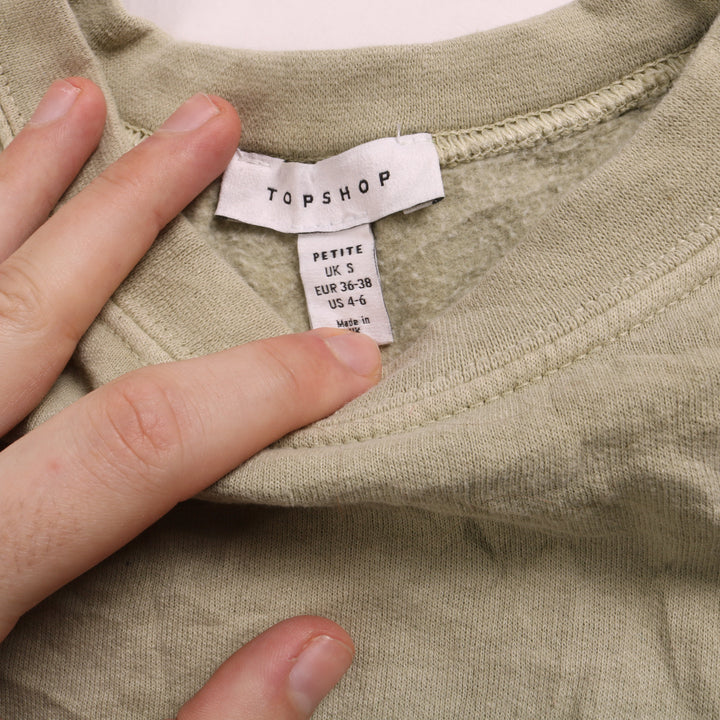 TOPSHOP
PETITE
UK S
EUR 36-38
US 4-6
Made in